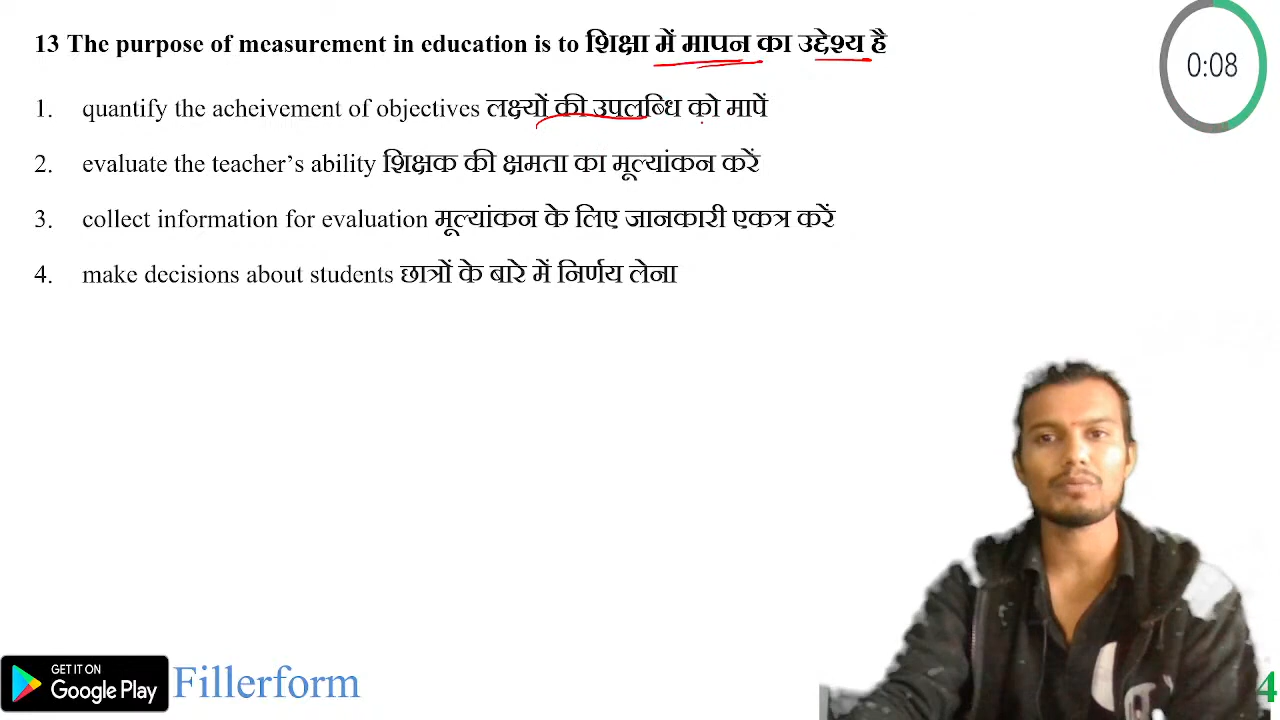 13 The purpose of measurement in education is to शिक्षा में मापन का उद्देश्य है
0:08
1. quantify the acheivement of objectives लक्ष्यों की उपलब्धि को मापें
2. evaluate the teacher’s ability शिक्षक की क्षमता का मूल्यांकन करें
3. collect information for evaluation मूल्यांकन के लिए जानकारी एकत्र करें
4. make decisions about students छात्रों के बारे में निर्णय लेना
GET IT ON
Google Play
Fillerform
4